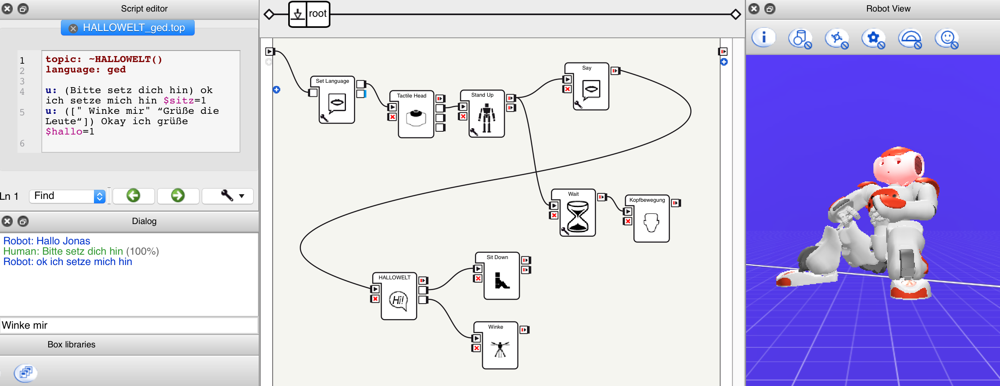 Script editor
HALLOWELT_ged.top
1 topic: ~HALLOWELT()
2 language: ged
3
4 u: (Bitte setz dich hin) ok
ich setze mich hin $sitz=1
5 u: ([" Winke mir" “Grüße die
Leute“]) Okay ich grüße
$hallo=1
6
Ln 1
Find
Dialog
Robot: Hallo Jonas
Human: Bitte setz dich hin (100%)
Robot: ok ich setze mich hin
Winke mir
Box libraries
root
Set Language
Tactile Head
Stand Up
Say
Wait
Kopfbewegung
Sit Down
HALLOWELT
Hi!
Winke
Robot View
i